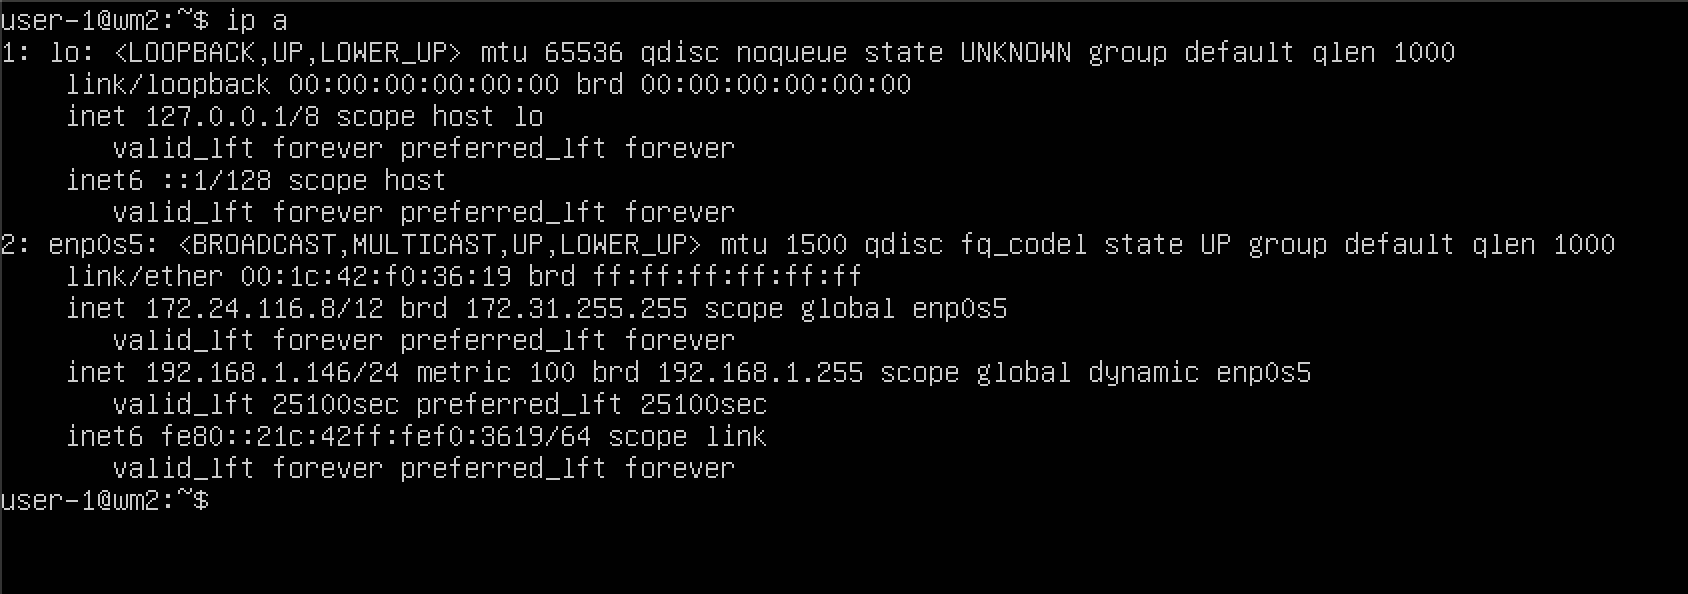 user-1@wm2:~$ ip a
1: lo: <LOOPBACK,UP,LOWER_UP> mtu 65536 qdisc noqueue state UNKNOWN group default qlen 1000
    link/loopback 00:00:00:00:00:00 brd 00:00:00:00:00:00
    inet 127.0.0.1/8 scope host lo
       valid_lft forever preferred_lft forever
    inet6 ::1/128 scope host
       valid_lft forever preferred_lft forever
2: enp0s5: <BROADCAST,MULTICAST,UP,LOWER_UP> mtu 1500 qdisc fq_codel state UP group default qlen 1000
    link/ether 00:1c:42:f0:36:19 brd ff:ff:ff:ff:ff:ff
    inet 172.24.116.8/12 brd 172.31.255.255 scope global enp0s5
       valid_lft forever preferred_lft forever
    inet 192.168.1.146/24 metric 100 brd 192.168.1.255 scope global dynamic enp0s5
       valid_lft 25100sec preferred_lft 25100sec
    inet6 fe80::21c:42ff:fef0:3619/64 scope link
       valid_lft forever preferred_lft forever
user-1@wm2:~$